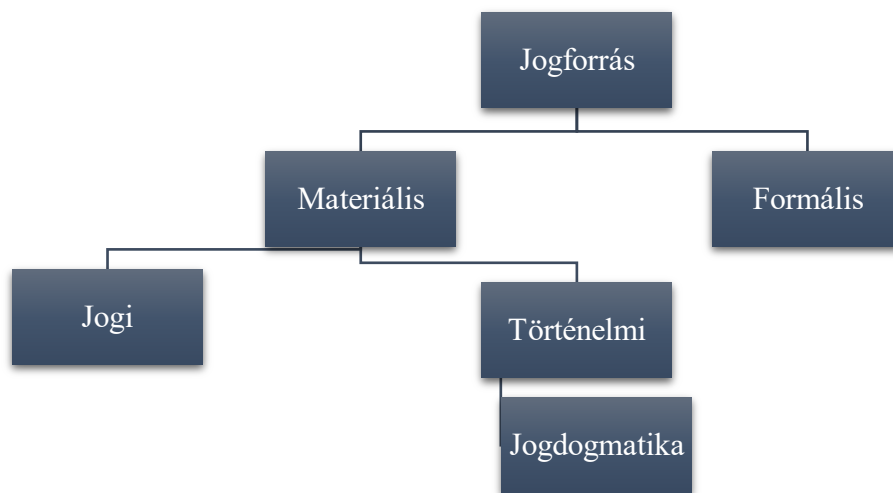 Jogforrás
Materiális
Formális
Jogi
Történelmi
Jogdogmatika